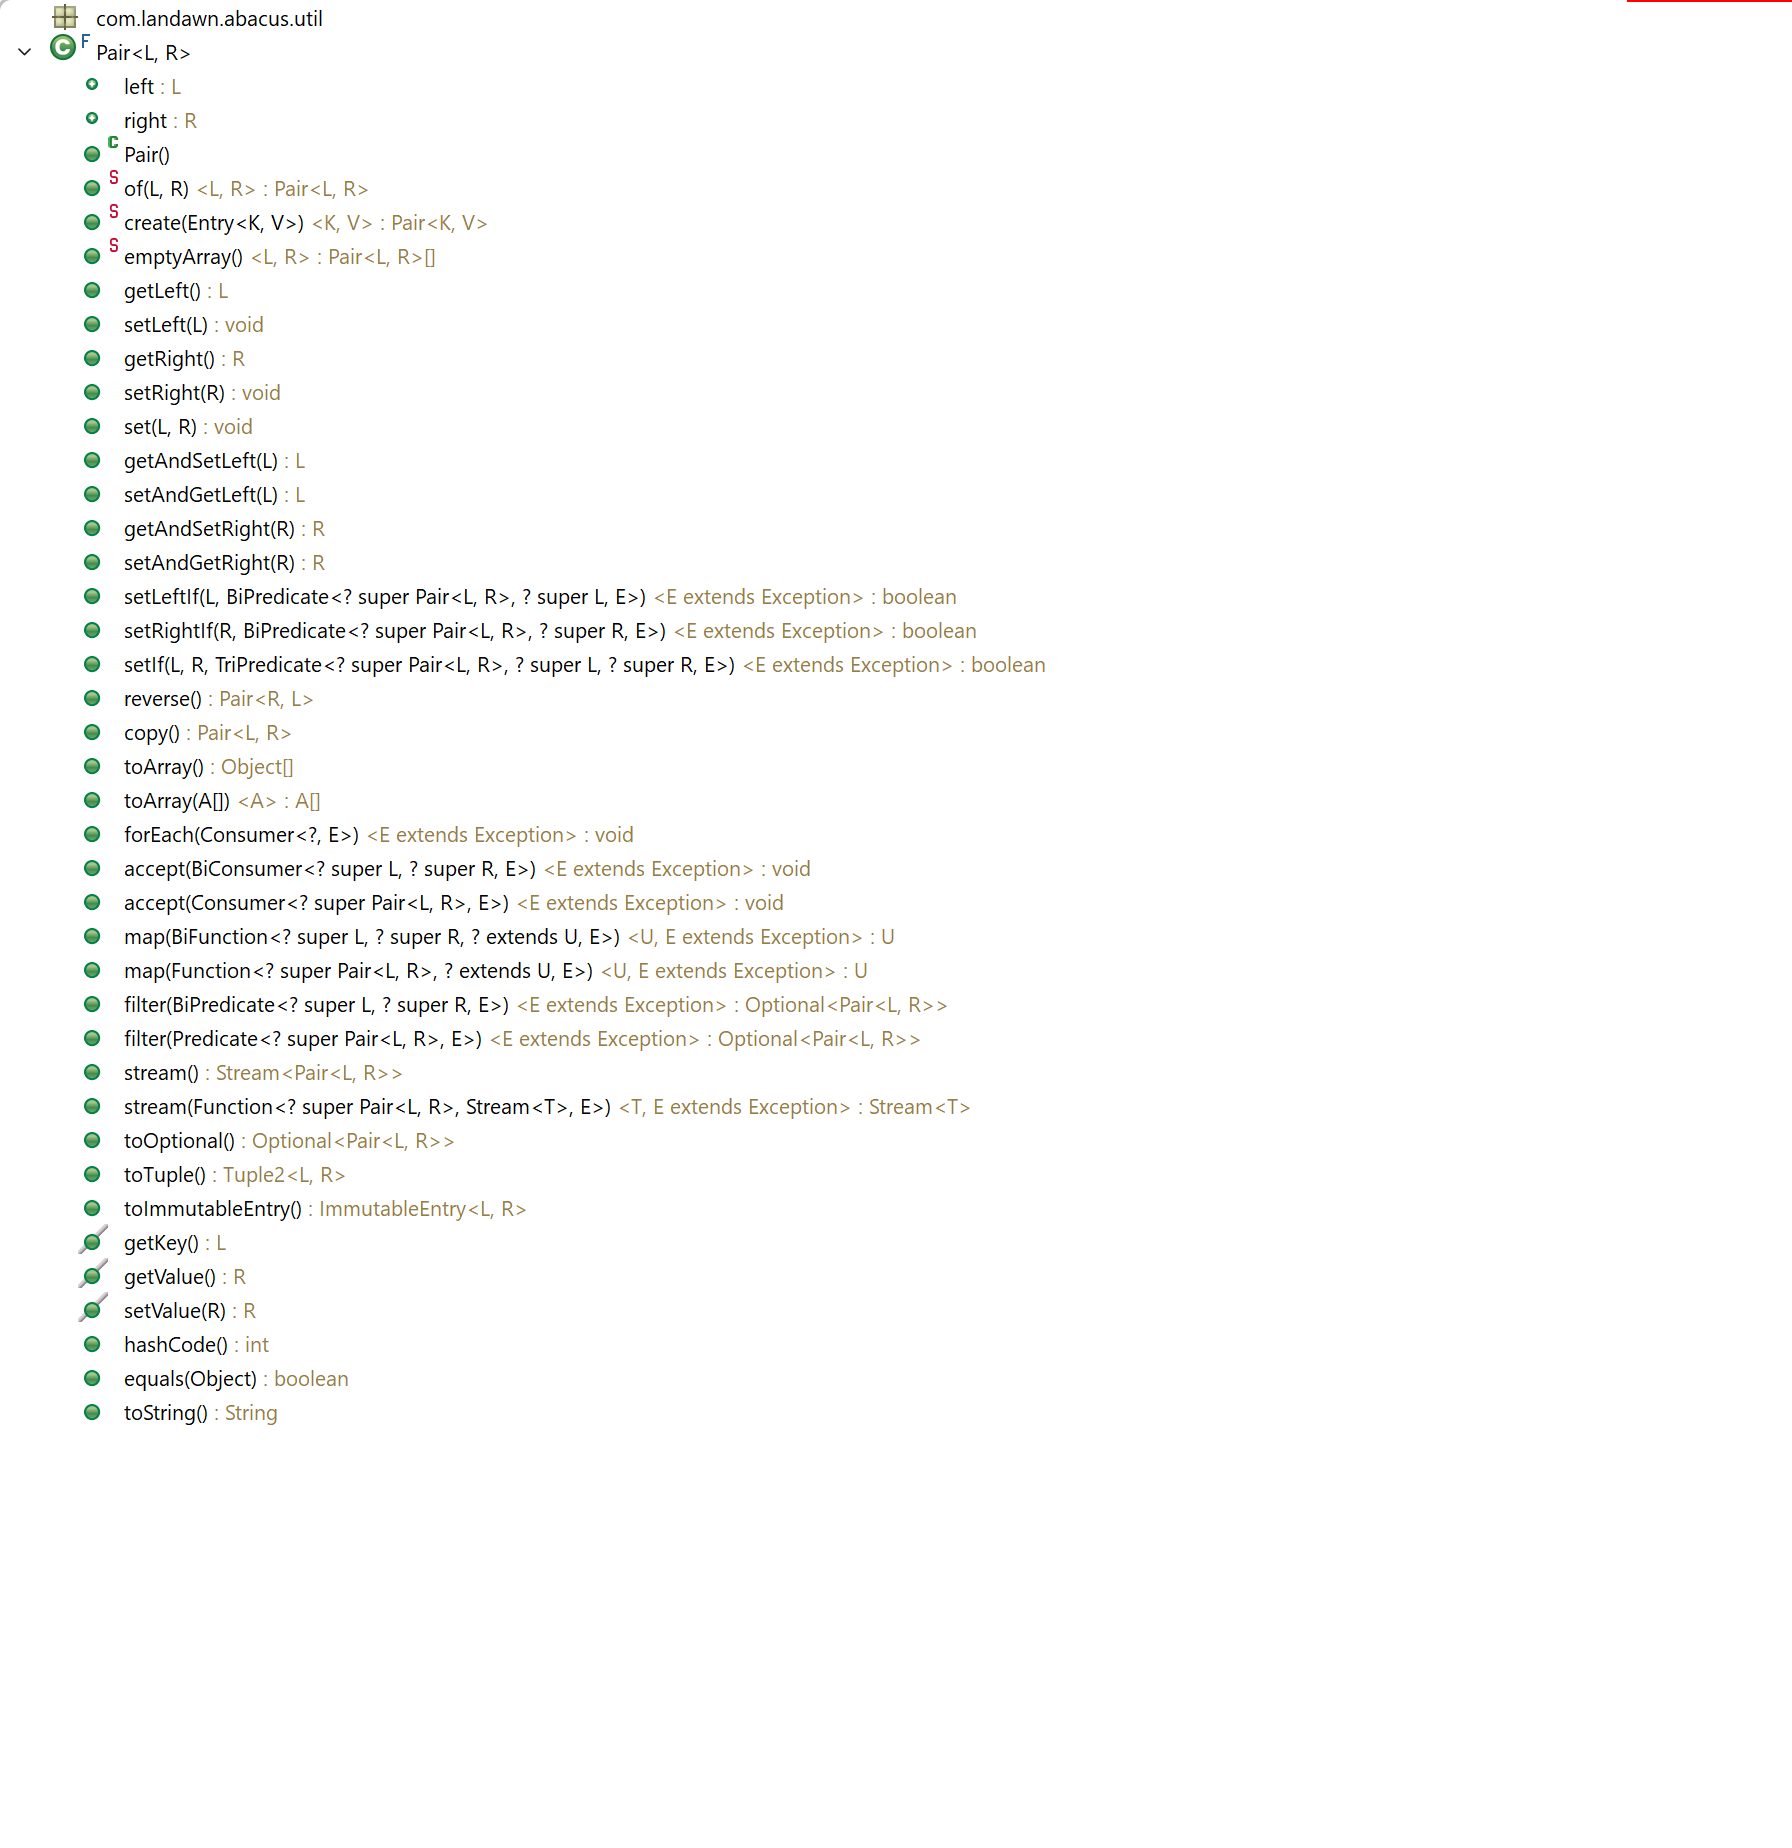 com.landawn.abacus.util
Pair<L, R>
left : L
right : R
Pair()
of(L, R) <L, R> : Pair<L, R>
create(Entry<K, V>) <K, V> : Pair<K, V>
emptyArray() <L, R> : Pair<L, R>[]
getLeft() : L
setLeft(L) : void
getRight() : R
setRight(R) : void
set(L, R) : void
getAndSetLeft(L) : L
setAndGetLeft(L) : L
getAndSetRight(R) : R
setAndGetRight(R) : R
setLeftIf(L, BiPredicate<? super Pair<L, R>, ? super L, E>) <E extends Exception> : boolean
setRightIf(R, BiPredicate<? super Pair<L, R>, ? super R, E>) <E extends Exception> : boolean
setIf(L, R, TriPredicate<? super Pair<L, R>, ? super L, ? super R, E>) <E extends Exception> : boolean
reverse() : Pair<R, L>
copy() : Pair<L, R>
toArray() : Object[]
toArray(A[]) <A> : A[]
forEach(Consumer<?, E>) <E extends Exception> : void
accept(BiConsumer<? super L, ? super R, E>) <E extends Exception> : void
accept(Consumer<? super Pair<L, R>, E>) <E extends Exception> : void
map(BiFunction<? super L, ? super R, ? extends U, E>) <U, E extends Exception> : U
map(Function<? super Pair<L, R>, ? extends U, E>) <U, E extends Exception> : U
filter(BiPredicate<? super L, ? super R, E>) <E extends Exception> : Optional<Pair<L, R>>
filter(Predicate<? super Pair<L, R>, E>) <E extends Exception> : Optional<Pair<L, R>>
stream() : Stream<Pair<L, R>>
stream(Function<? super Pair<L, R>, Stream<T>, E>) <T, E extends Exception> : Stream<T>
toOptional() : Optional<Pair<L, R>>
toTuple() : Tuple2<L, R>
toImmutableEntry() : ImmutableEntry<L, R>
getKey() : L
getValue() : R
setValue(R) : R
hashCode() : int
equals(Object) : boolean
toString() : String